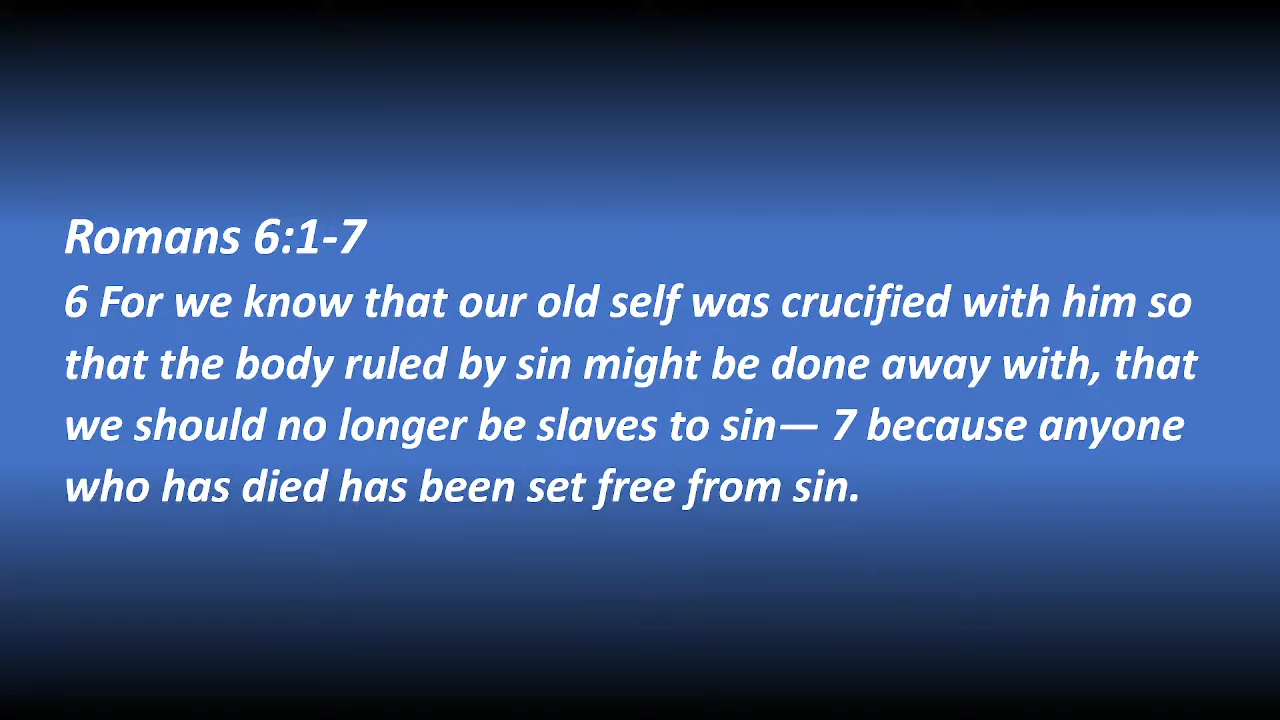 Romans 6:1-7
6 For we know that our old self was crucified with him so
that the body ruled by sin might be done away with, that
we should no longer be slaves to sin— 7 because anyone
who has died has been set free from sin.